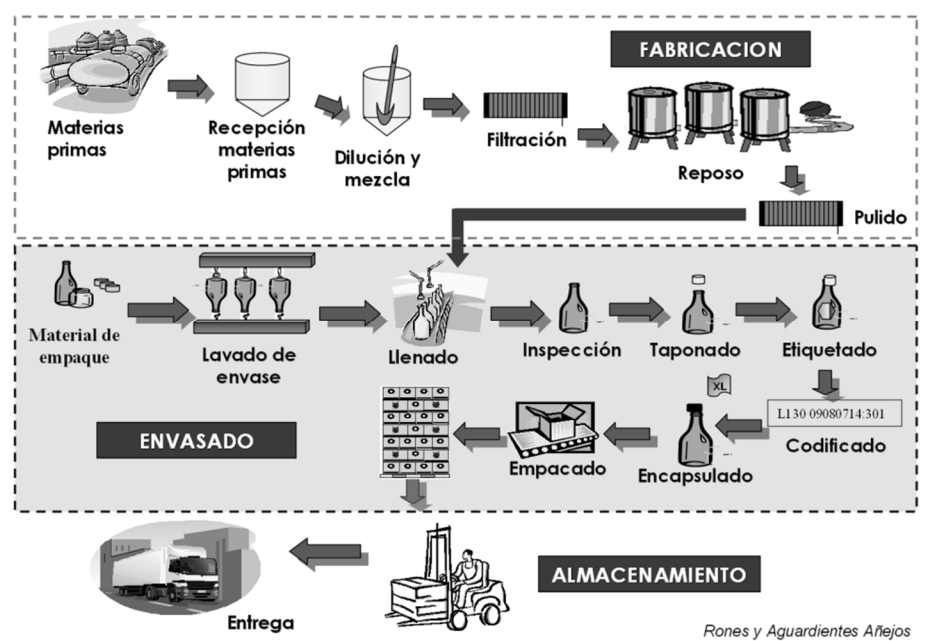 FABRICACION
Materias
primas
Recepción
materias
primas
Dilución y
mezcla
Filtración
Reposo
Pulido
Material de
empaque
Lavado de
envase
Llenado
Inspección
Taponado
Etiquetado
XL
L130 09080714:301
Codificado
Encapsulado
Empacado
ENVASADO
ALMACENAMIENTO
Entrega
Rones y Aguardientes Añejos